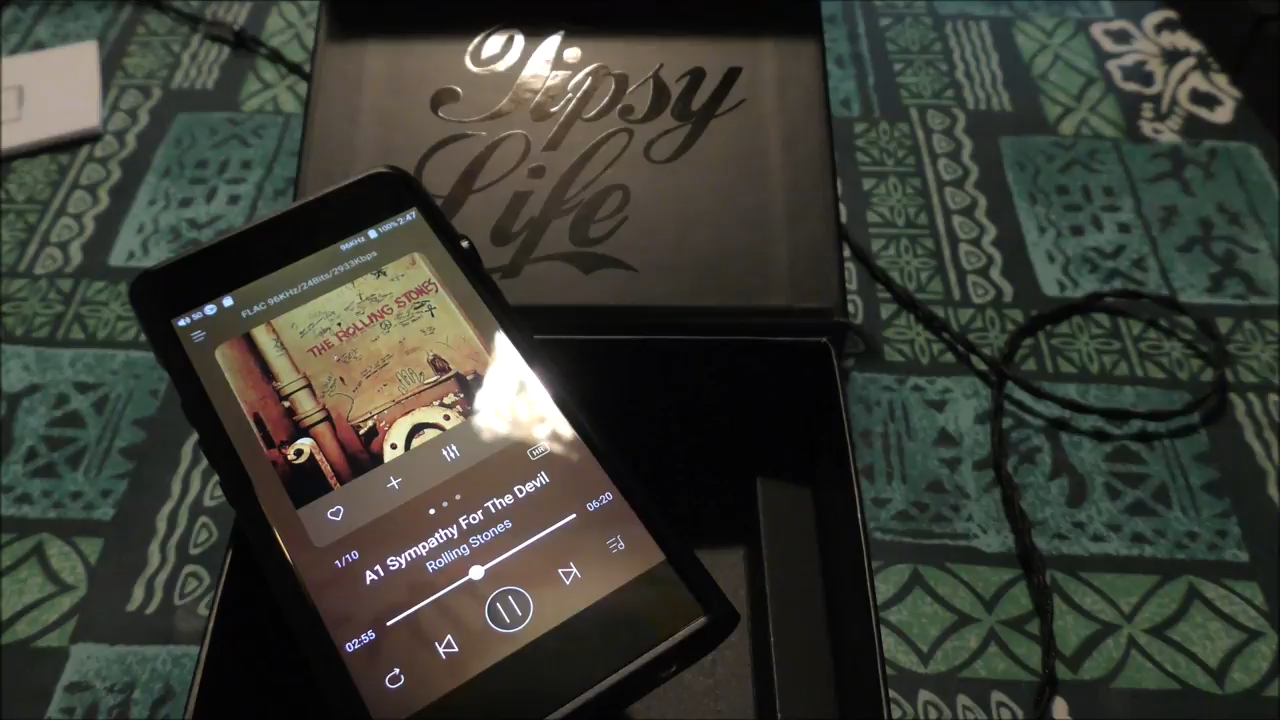 Tipsy
Life
96KHz 100% 2:47
50
FLAC 96KHz/24Bits/2933Kbps
THE ROLLING STONES
HR
1/10
A1 Sympathy For The Devil
Rolling Stones
02:55
06:20